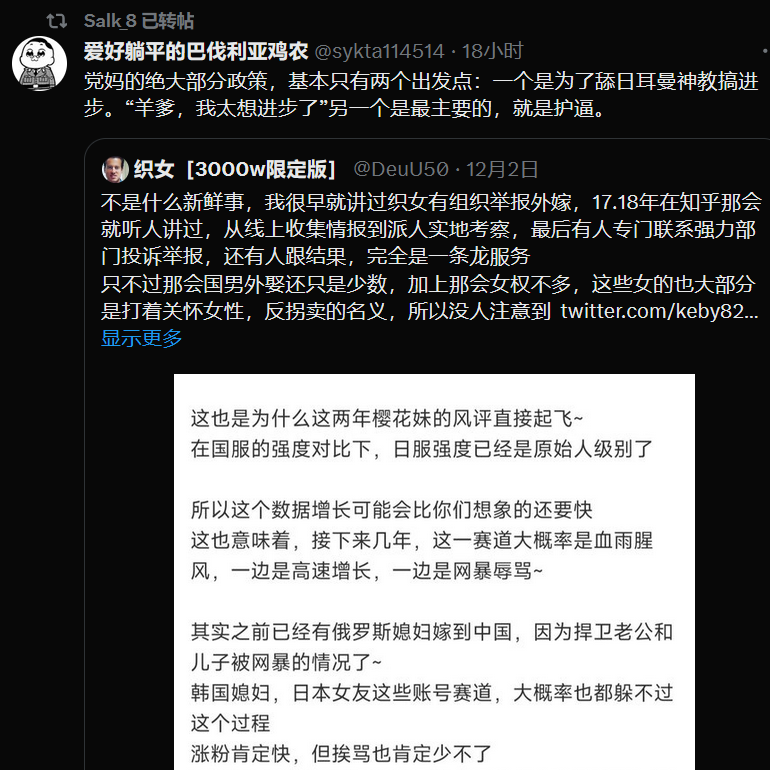 Salk_8 已转帖
爱好躺平的巴伐利亚鸡农 @sykta114514 · 18小时
党妈的绝大部分政策，基本只有两个出发点：一个是为了舔日耳曼神教搞进
步。“羊爹，我太想进步了”另一个是最主要的，就是护逼。
织女［3000w限定版］ @DeuU50 · 12月2日
不是什么新鲜事，我很早就讲过织女有组织举报外嫁，17.18年在知乎那会
就听人讲过，从线上收集情报到派人实地考察，最后有人专门联系强力部
门投诉举报，还有人跟结果，完全是一条龙服务
只不过那会国男外娶还只是少数，加上那会女权不多，这些女的也大部分
是打着关怀女性，反拐卖的名义，所以没人注意到 twitter.com/keby82...
显示更多
这也是为什么这两年樱花妹的风评直接起飞~
在国服的强度对比下，日服强度已经是原始人级别了
所以这个数据增长可能会比你们想象的还要快
这也意味着，接下来几年，这一赛道大概率是血雨腥
风，一边是高速增长，一边是网暴辱骂~
其实之前已经有俄罗斯媳妇嫁到中国，因为捍卫老公和
儿子被网暴的情况了~
韩国媳妇，日本女友这些账号赛道，大概率也都躲不过
这个过程
涨粉肯定快，但挨骂也肯定少不了